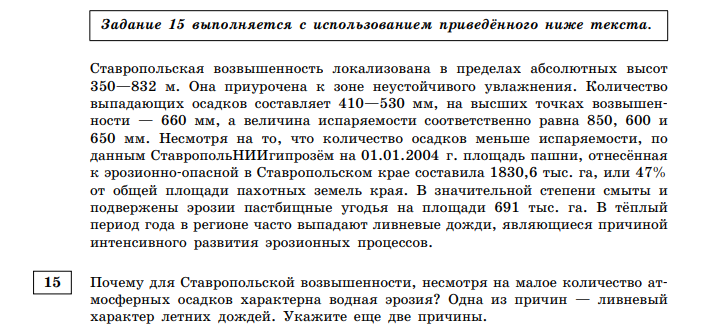 Задание 15 выполняется с использованием приведённого ниже текста.
Ставропольская возвышенность локализована в пределах абсолютных высот
350—832 м. Она приурочена к зоне неустойчивого увлажнения. Количество
выпадающих осадков составляет 410—530 мм, на высших точках возвышен-
ности — 660 мм, а величина испаряемости соответственно равна 850, 600 и
650 мм. Несмотря на то, что количество осадков меньше испаряемости, по
данным СтавропольНИИгипрозём на 01.01.2004 г. площадь пашни, отнесённая
к эрозионно-опасной в Ставропольском крае составила 1830,6 тыс. га, или 47%
от общей площади пахотных земель края. В значительной степени смыты и
подвержены эрозии пастбищные угодья на площади 691 тыс. га. В тёплый
период года в регионе часто выпадают ливневые дожди, являющиеся причиной
интенсивного развития эрозионных процессов.
15 Почему для Ставропольской возвышенности, несмотря на малое количество ат-
мосферных осадков характерна водная эрозия? Одна из причин — ливневый
характер летних дождей. Укажите еще две причины.